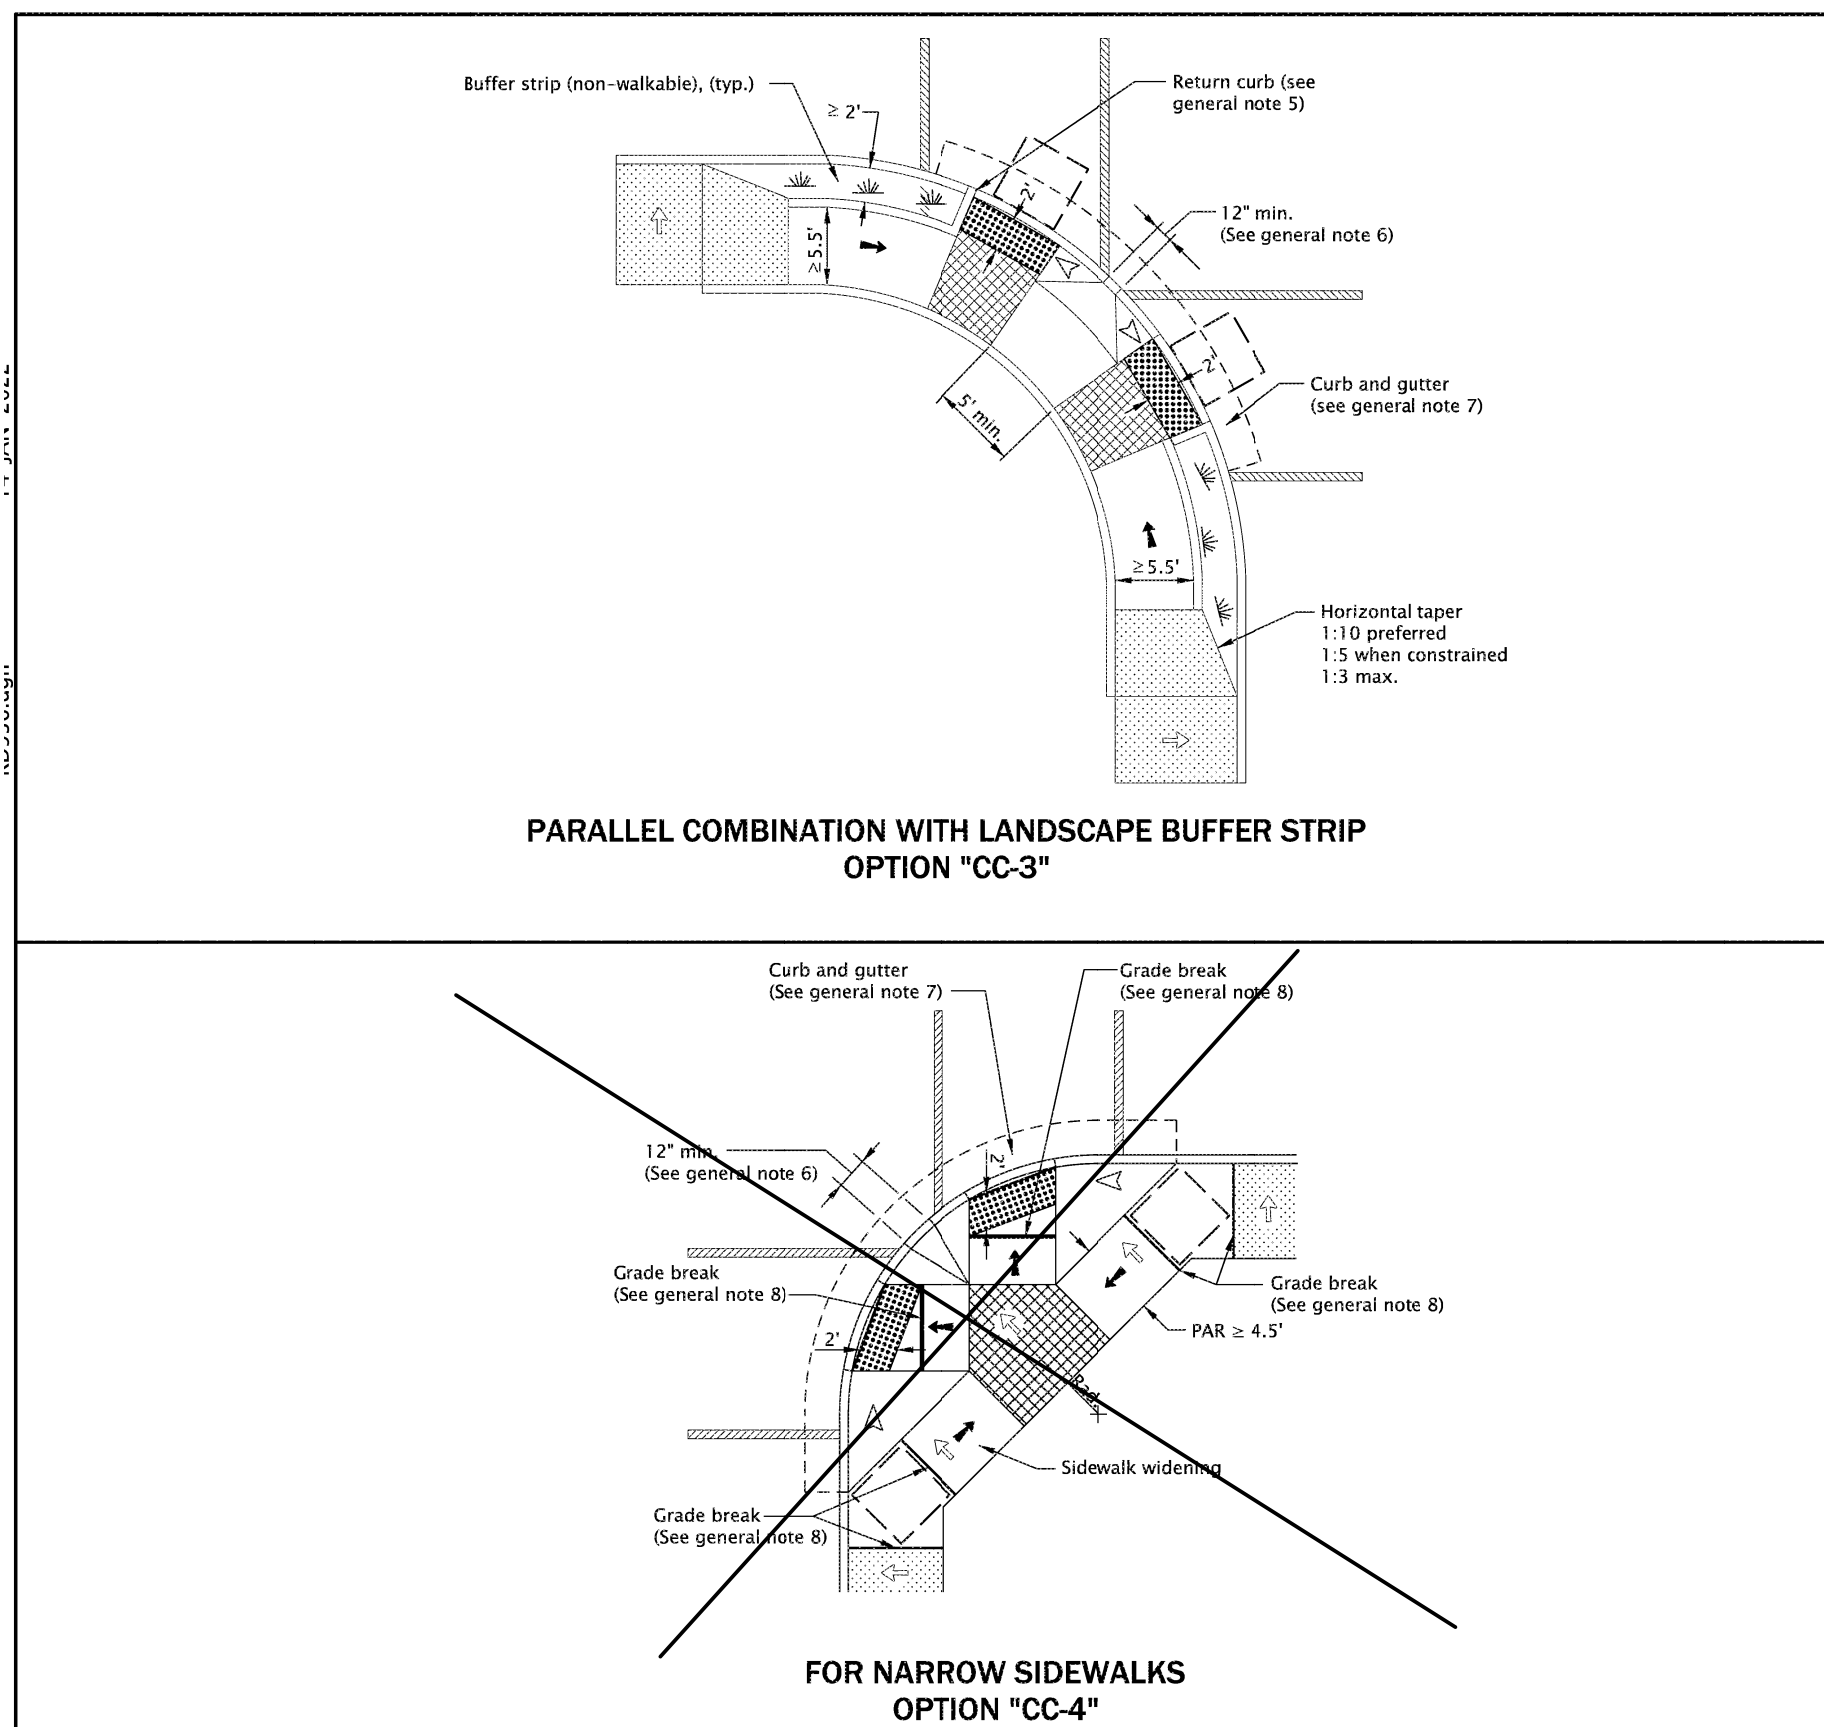 Buffer strip (non-walkable), (typ.)
≥ 2'
Return curb (see
general note 5)
2'
12" min.
(See general note 6)
≥5.5'
2'
Curb and gutter
(see general note 7)
5' min.
≥5.5'
Horizontal taper
1:10 preferred
1:5 when constrained
1:3 max.
PARALLEL COMBINATION WITH LANDSCAPE BUFFER STRIP
OPTION "CC-3"
Curb and gutter
(See general note 7)
Grade break
(See general note 8)
12" min.
(See general note 6)
2'
Grade break
(See general note 8)
Grade break
(See general note 8)
PAR ≥ 4.5'
2'
Rad.
Sidewalk widening
Grade break
(See general note 8)
FOR NARROW SIDEWALKS
OPTION "CC-4"